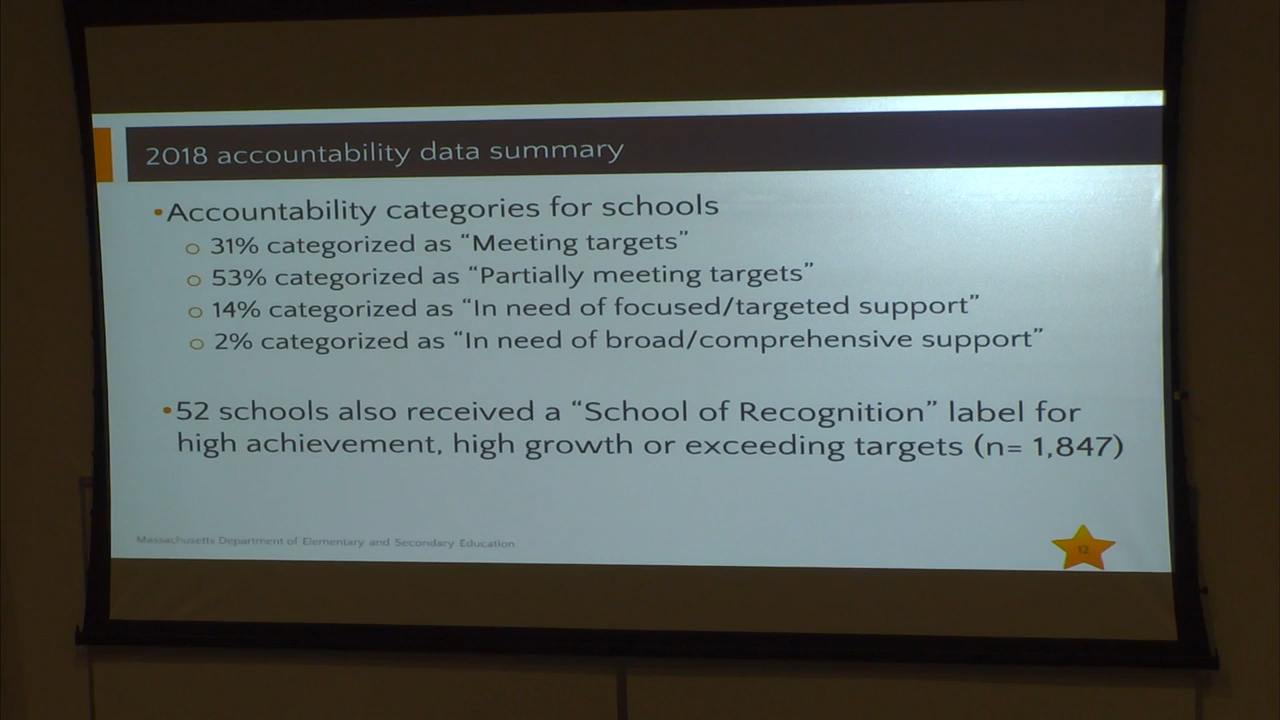 2018 accountability data summary
•Accountability categories for schools
o 31% categorized as “Meeting targets”
o 53% categorized as “Partially meeting targets”
o 14% categorized as “In need of focused/targeted support”
o 2% categorized as “In need of broad/comprehensive support”
•52 schools also received a “School of Recognition” label for
high achievement, high growth or exceeding targets (n= 1,847)
Massachusetts Department of Elementary and Secondary Education
12